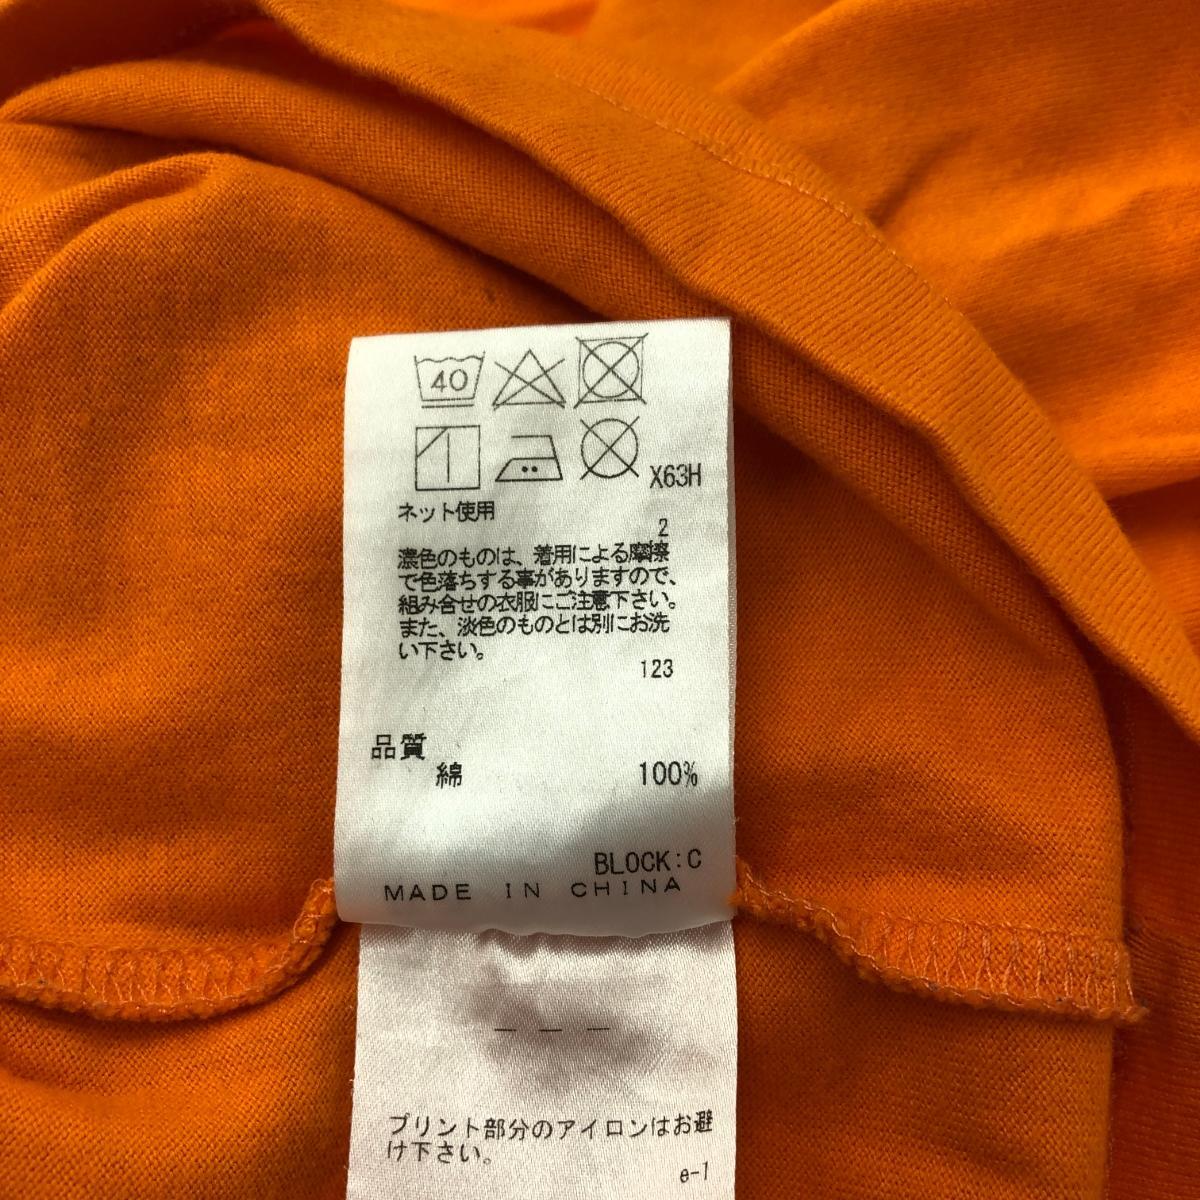 40
X63H
ネット使用
2
濃色のものは、着用による摩擦
で色落ちする事がありますので、
組み合せの衣服にご注意下さい。
また、淡色のものとは別にお洗
い下さい。
123
品質
綿 100%
BLOCK:C
MADE IN CHINA
― ― ―
プリント部分のアイロンはお避
け下さい。
e-1